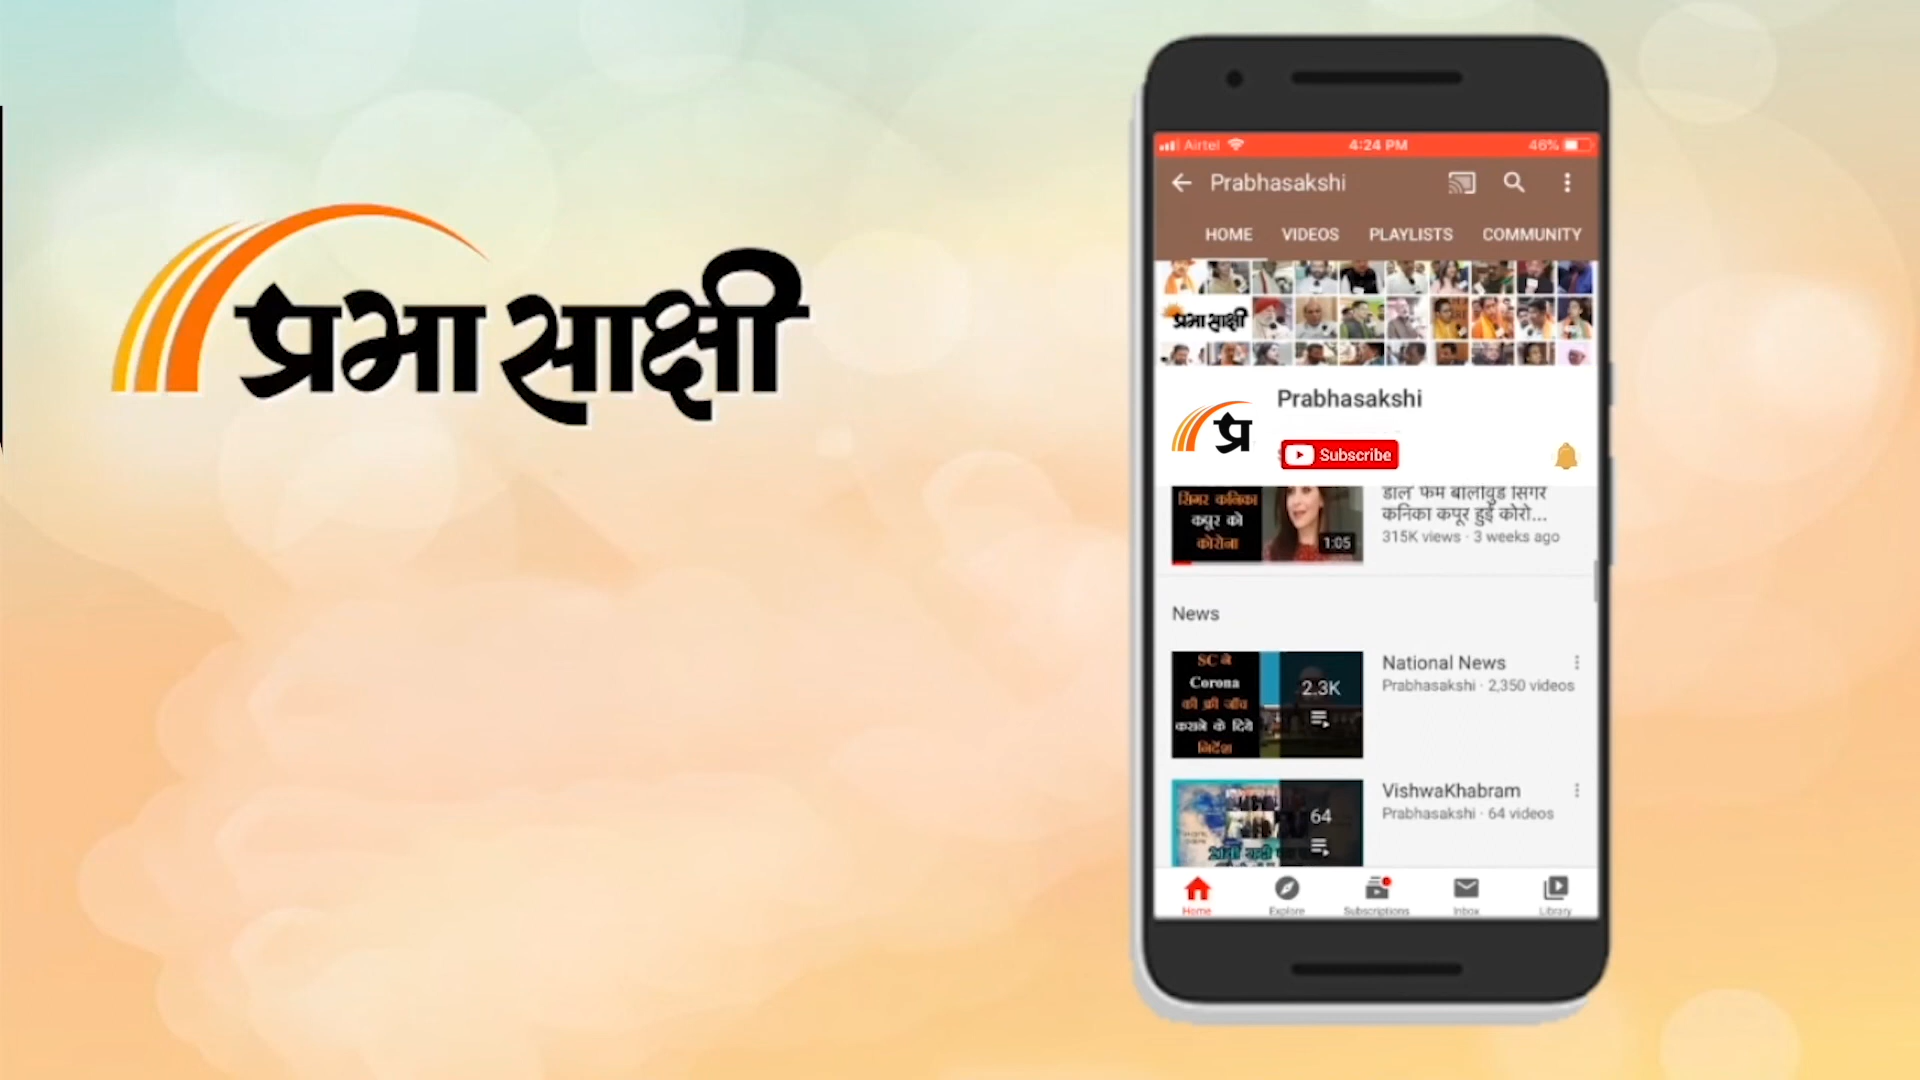 प्रभा साक्षी
Airtel 4:24 PM 46%
Prabhasakshi
HOME VIDEOS PLAYLISTS COMMUNITY
प्रभा साक्षी
Prabhasakshi
प्र
Subscribe
सिंगर कनिका
कपूर को
कोरोना
1:05
डॉल' फेम बॉलीवुड सिंगर
कनिका कपूर हुईं कोरो...
315K views · 3 weeks ago
News
SC ने
Corona
की फ्री जाँच
कराने के दिये
निर्देश
2.3K
National News
Prabhasakshi · 2,350 videos
64
VishwaKhabram
Prabhasakshi · 64 videos
Home Explore Subscriptions Inbox Library